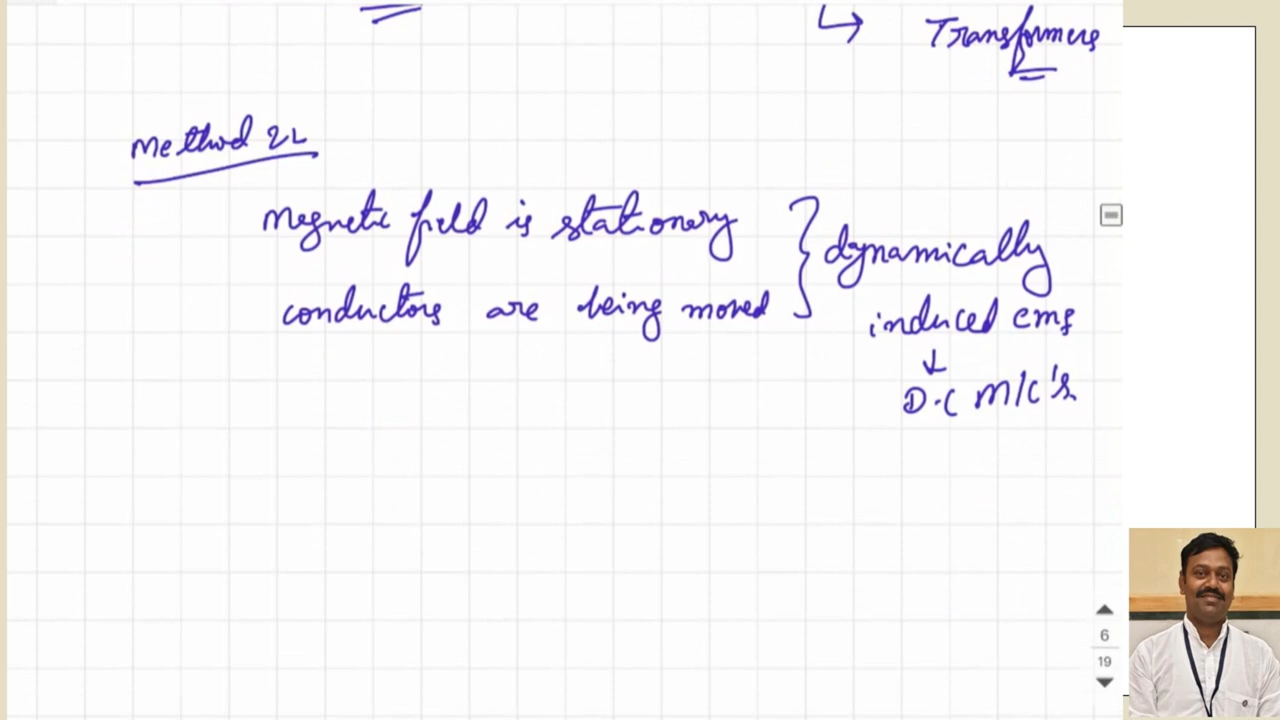 ↳ Transformers
Method 2:-
Magnetic field is stationary } dynamically
conductors are being moved induced emf
↓
D.C M/C's
6
19